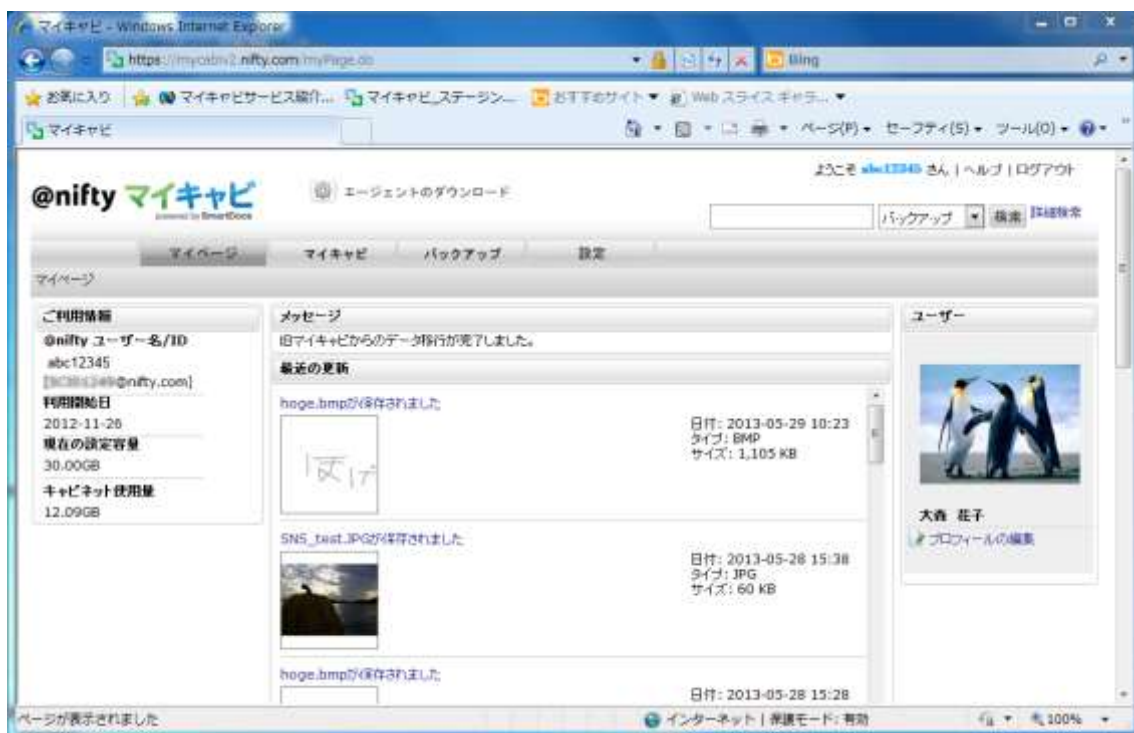 マイキャビ - Windows Internet Explorer
https://mycabiv2.nifty.com/myPage.do
Bing
お気に入り
マイキャビサービス紹介...
マイキャビ_ステージン...
おすすめサイト
Web スライス ギャラ...
マイキャビ
ページ(P)
セーフティ(S)
ツール(O)
ようこそ abc12345 さん | ヘルプ | ログアウト
@nifty マイキャビ
powered by SmartDocs
エージェントのダウンロード
バックアップ
検索
詳細検索
マイページ
マイキャビ
バックアップ
設定
マイページ
ご利用情報
@nifty ユーザー名/ID
abc12345
@nifty.com]
利用開始日
2012-11-26
現在の設定容量
30.00GB
キャビネット使用量
12.09GB
メッセージ
旧マイキャビからのデータ移行が完了しました。
最近の更新
hoge.bmpが保存されました
ほげ
日付: 2013-05-29 10:23
タイプ: BMP
サイズ: 1,105 KB
SNS_test.JPGが保存されました
日付: 2013-05-28 15:38
タイプ: JPG
サイズ: 60 KB
hoge.bmpが保存されました
日付: 2013-05-28 15:28
ユーザー
大森 花子
プロフィールの編集
ページが表示されました
インターネット | 保護モード: 有効
100%